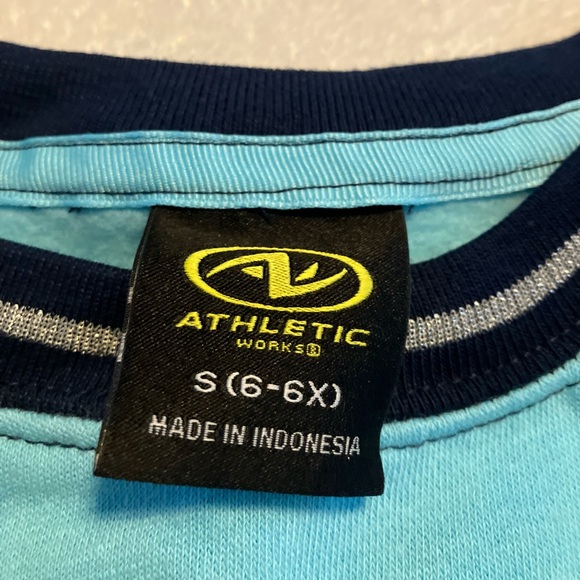 ATHLETIC
WORKS®
S (6-6X)
MADE IN INDONESIA